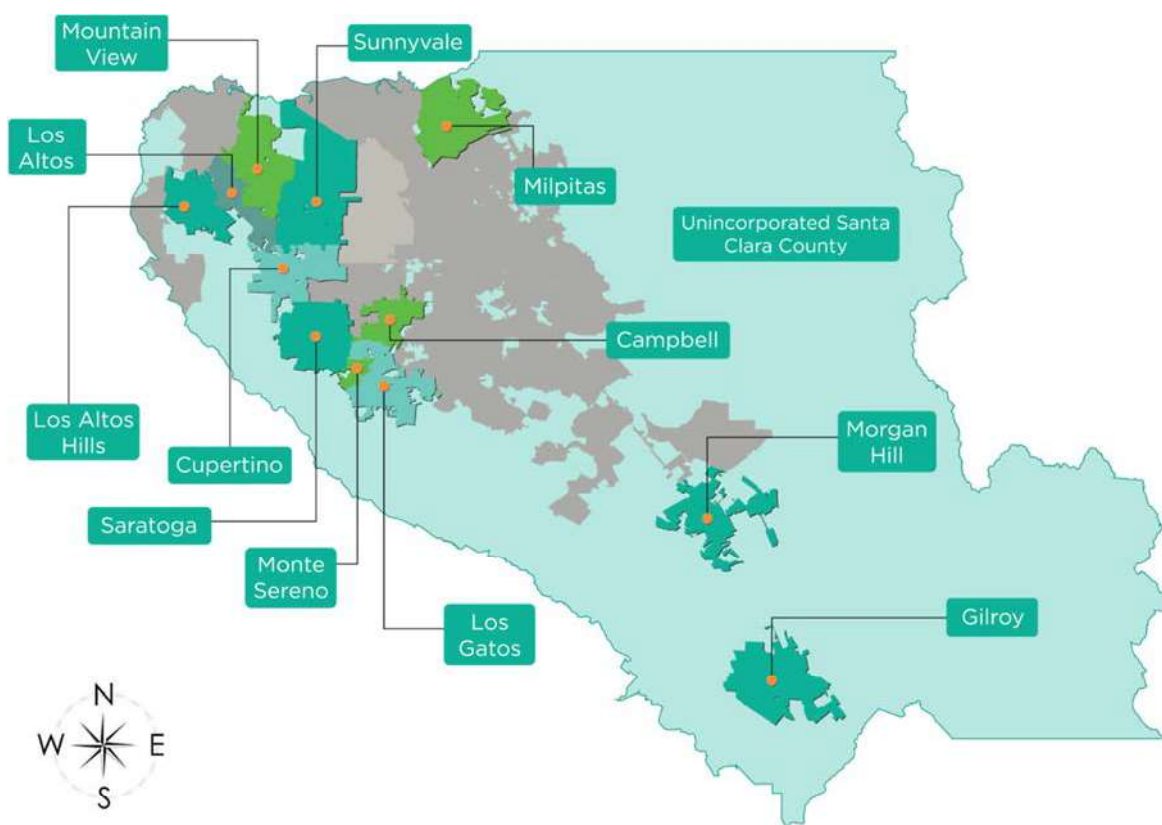 Mountain
View
Sunnyvale
Los
Altos
Milpitas
Unincorporated Santa
Clara County
Campbell
Los Altos
Hills
Cupertino
Morgan
Hill
Saratoga
Monte
Sereno
Los
Gatos
Gilroy
N
W E
S